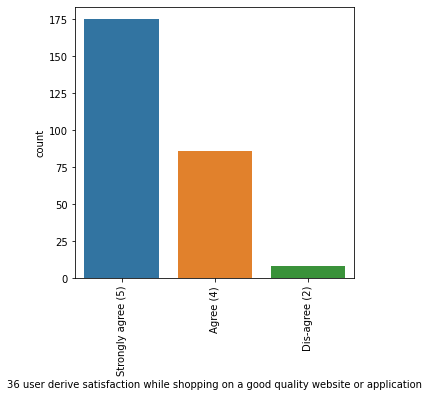 175
150
125
100
75
50
25
0
count
Strongly agree (5)
Agree (4)
Dis-agree (2)
36 user derive satisfaction while shopping on a good quality website or application